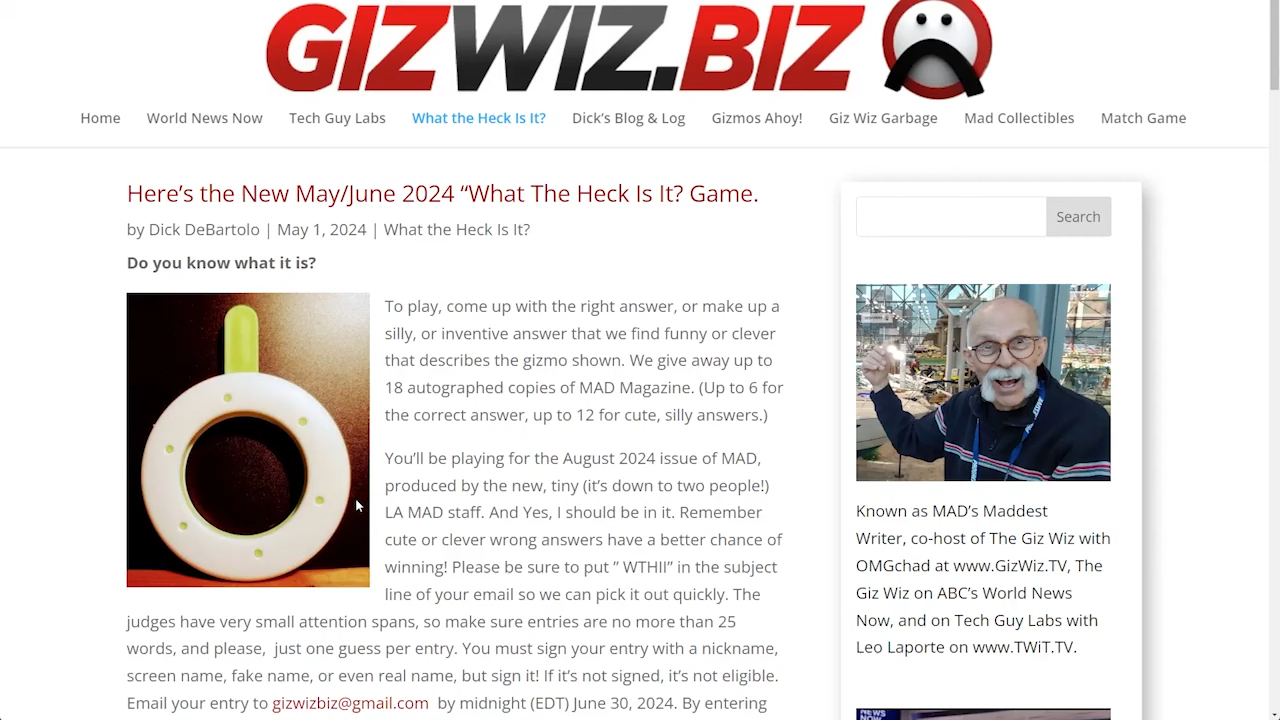 GIZWIZ.BIZ
Home World News Now Tech Guy Labs What the Heck Is It? Dick's Blog & Log Gizmos Ahoy! Giz Wiz Garbage Mad Collectibles Match Game
Here’s the New May/June 2024 “What The Heck Is It? Game.
by Dick DeBartolo | May 1, 2024 | What the Heck Is It?
Do you know what it is?
To play, come up with the right answer, or make up a
silly, or inventive answer that we find funny or clever
that describes the gizmo shown. We give away up to
18 autographed copies of MAD Magazine. (Up to 6 for
the correct answer, up to 12 for cute, silly answers.)
You’ll be playing for the August 2024 issue of MAD,
produced by the new, tiny (it’s down to two people!)
LA MAD staff. And Yes, I should be in it. Remember
cute or clever wrong answers have a better chance of
winning! Please be sure to put ” WTHII” in the subject
line of your email so we can pick it out quickly. The
judges have very small attention spans, so make sure entries are no more than 25
words, and please, just one guess per entry. You must sign your entry with a nickname,
screen name, fake name, or even real name, but sign it! If it’s not signed, it’s not eligible.
Email your entry to gizwizbiz@gmail.com by midnight (EDT) June 30, 2024. By entering
Search
Known as MAD’s Maddest
Writer, co-host of The Giz Wiz with
OMGchad at www.GizWiz.TV, The
Giz Wiz on ABC’s World News
Now, and on Tech Guy Labs with
Leo Laporte on www.TWiT.TV.
NEWS
NOW